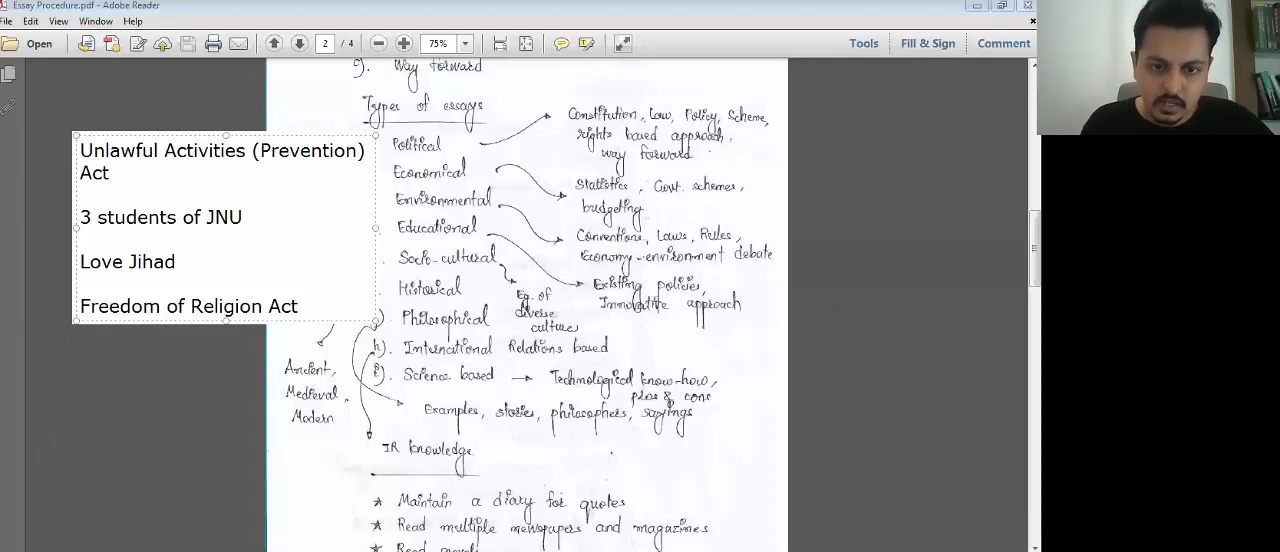 Essay Procedure.pdf - Adobe Reader
File Edit View Window Help
Open 2 / 4 75% Tools Fill & Sign Comment
c). Way forward
Types of essays
Political
Constitution, Law, Policy, Scheme,
rights based approach,
way forward
Economical
Statistics, Govt. schemes,
budgeting
Environmental
Conventions, Laws, Rules,
Economy-environment debate
Educational
Existing policies,
Innovative approach
Socio-cultural
Eg. of
diverse
cultures
Historical
Ancient,
Medieval,
Modern
Philosophical
h). International Relations based
i). Science based → Technological know-how,
pros & cons
Examples, stories, philosophers, sayings
IR knowledge
* Maintain a diary for quotes
* Read multiple newspapers and magazines
* Read novels
Unlawful Activities (Prevention)
Act
3 students of JNU
Love Jihad
Freedom of Religion Act